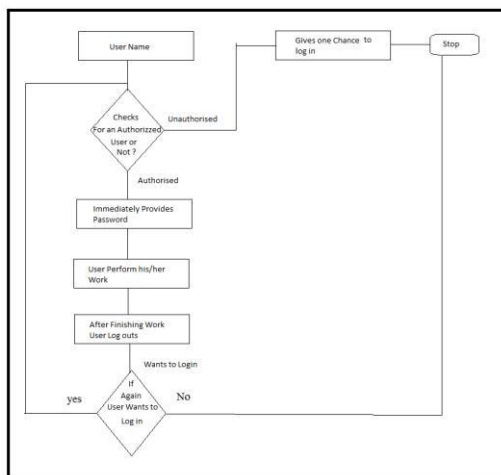 User Name
Gives one Chance to
log in
Stop
Checks
For an Authorizzed
User or
Not ?
Unauthorised
Authorised
Immediately Provides
Password
User Perform his/her
Work
After Finishing Work
User Log outs
Wants to Login
If
Again
User Wants to
Log in
yes
No